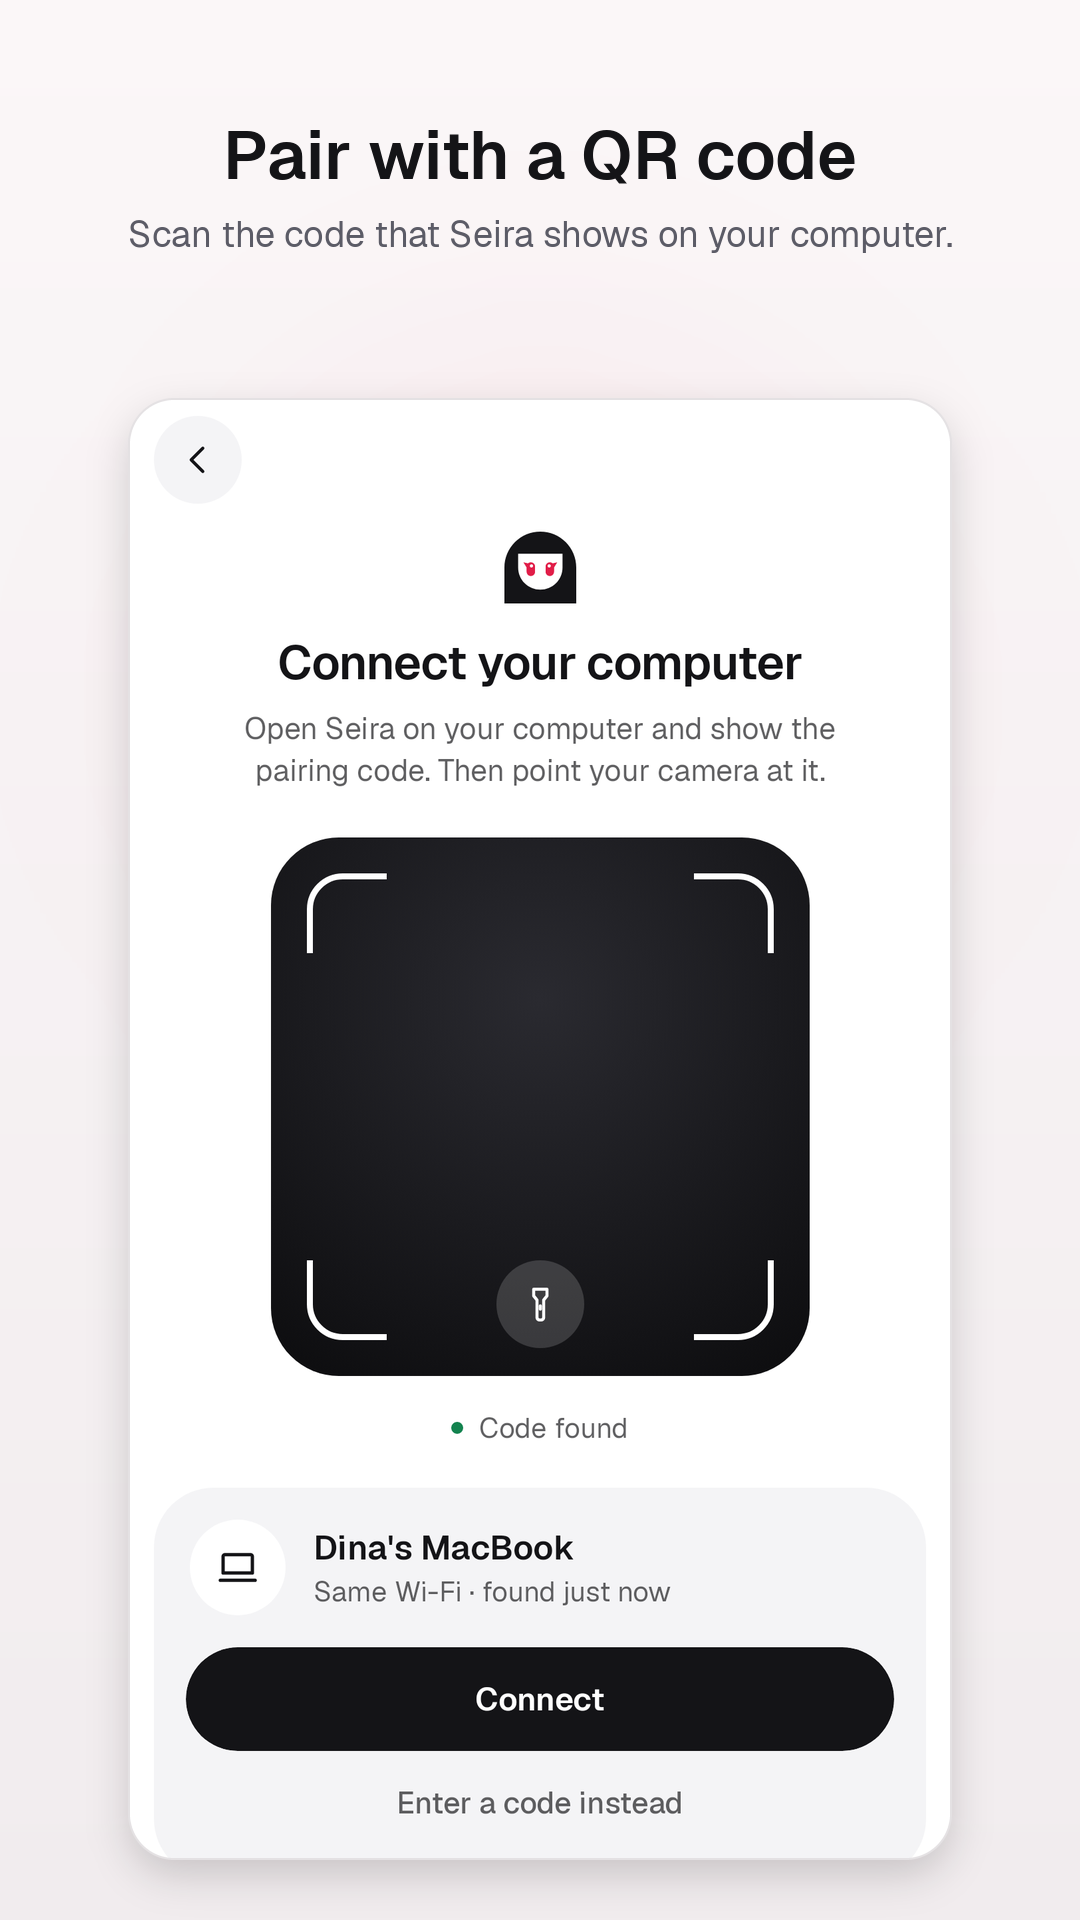 Pair with a QR code
Scan the code that Seira shows on your computer.
Connect your computer
Open Seira on your computer and show the
pairing code. Then point your camera at it.
Code found
Dina's MacBook
Same Wi-Fi · found just now
Connect
Enter a code instead